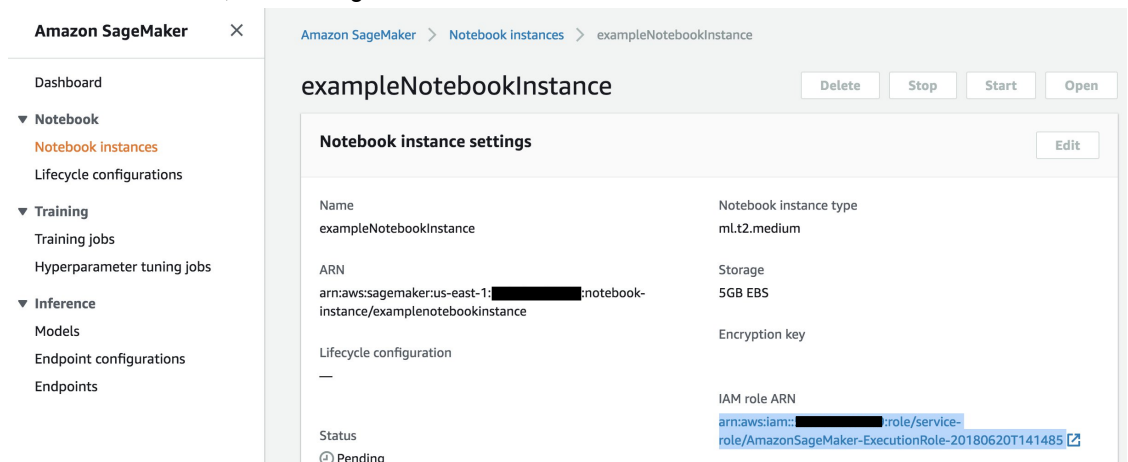 Amazon SageMaker ×
Dashboard
Notebook
Notebook instances
Lifecycle configurations
Training
Training jobs
Hyperparameter tuning jobs
Inference
Models
Endpoint configurations
Endpoints
Amazon SageMaker > Notebook instances > exampleNotebookInstance
exampleNotebookInstance
Delete Stop Start Open
Notebook instance settings
Edit
Name
exampleNotebookInstance
ARN
arn:aws:sagemaker:us-east-1: :notebook-
instance/examplenotebookinstance
Lifecycle configuration
—
Status
Pending
Notebook instance type
ml.t2.medium
Storage
5GB EBS
Encryption key
IAM role ARN
arn:aws:iam:: :role/service-
role/AmazonSageMaker-ExecutionRole-20180620T141485